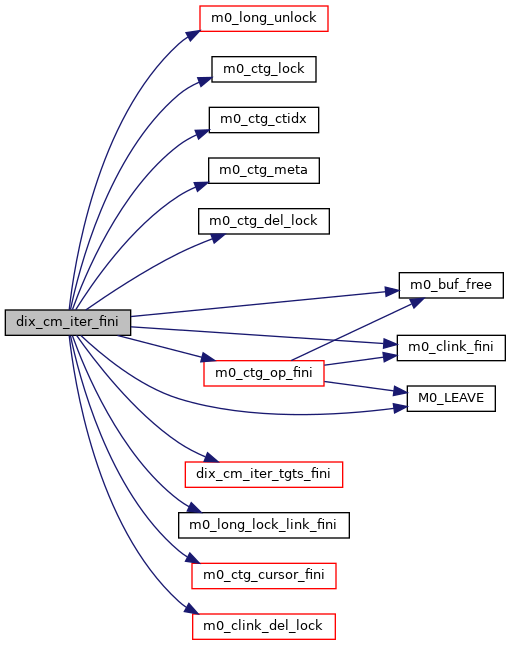 m0_long_unlock
m0_ctg_lock
m0_ctg_ctidx
m0_ctg_meta
m0_ctg_del_lock
m0_buf_free
dix_cm_iter_fini
m0_clink_fini
m0_ctg_op_fini
M0_LEAVE
dix_cm_iter_tgts_fini
m0_long_lock_link_fini
m0_ctg_cursor_fini
m0_clink_del_lock